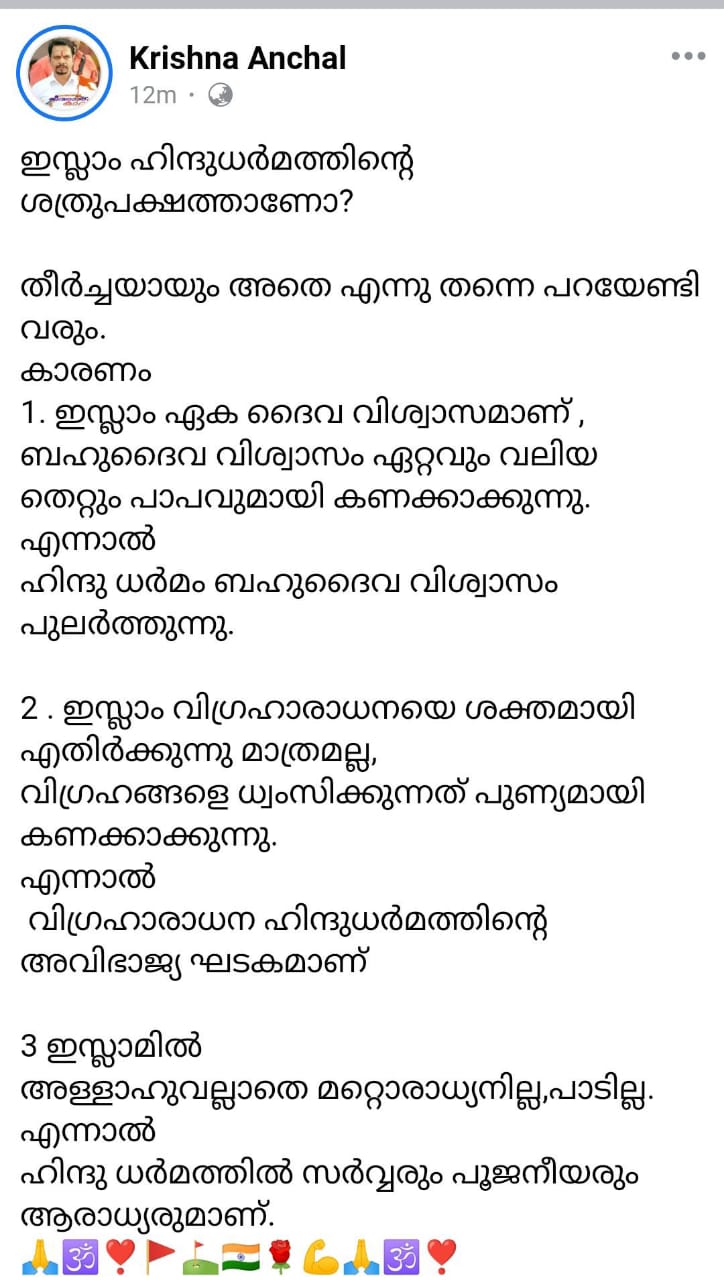 Krishna Anchal
12m
ഇസ്ലാം ഹിന്ദുധർമത്തിന്റെ
ശത്രുപക്ഷത്താണോ?
തീർച്ചയായും അതെ എന്നു തന്നെ പറയേണ്ടി
വരും.
കാരണം
1. ഇസ്ലാം ഏക ദൈവ വിശ്വാസമാണ് ,
ബഹുദൈവ വിശ്വാസം ഏറ്റവും വലിയ
തെറ്റും പാപവുമായി കണക്കാക്കുന്നു.
എന്നാൽ
ഹിന്ദു ധർമം ബഹുദൈവ വിശ്വാസം
പുലർത്തുന്നു.
2 . ഇസ്ലാം വിഗ്രഹാരാധനയെ ശക്തമായി
എതിർക്കുന്നു മാത്രമല്ല,
വിഗ്രഹങ്ങളെ ധ്വംസിക്കുന്നത് പുണ്യമായി
കണക്കാക്കുന്നു.
എന്നാൽ
വിഗ്രഹാരാധന ഹിന്ദുധർമത്തിന്റെ
അവിഭാജ്യ ഘടകമാണ്
3 ഇസ്ലാമിൽ
അള്ളാഹുവല്ലാതെ മറ്റൊരാധ്യനില്ല,പാടില്ല.
എന്നാൽ
ഹിന്ദു ധർമത്തിൽ സർവ്വരും പൂജനീയരും
ആരാധ്യരുമാണ്.
🙏🕉❣🚩⛳🇮🇳🌹💪🙏🕉❣